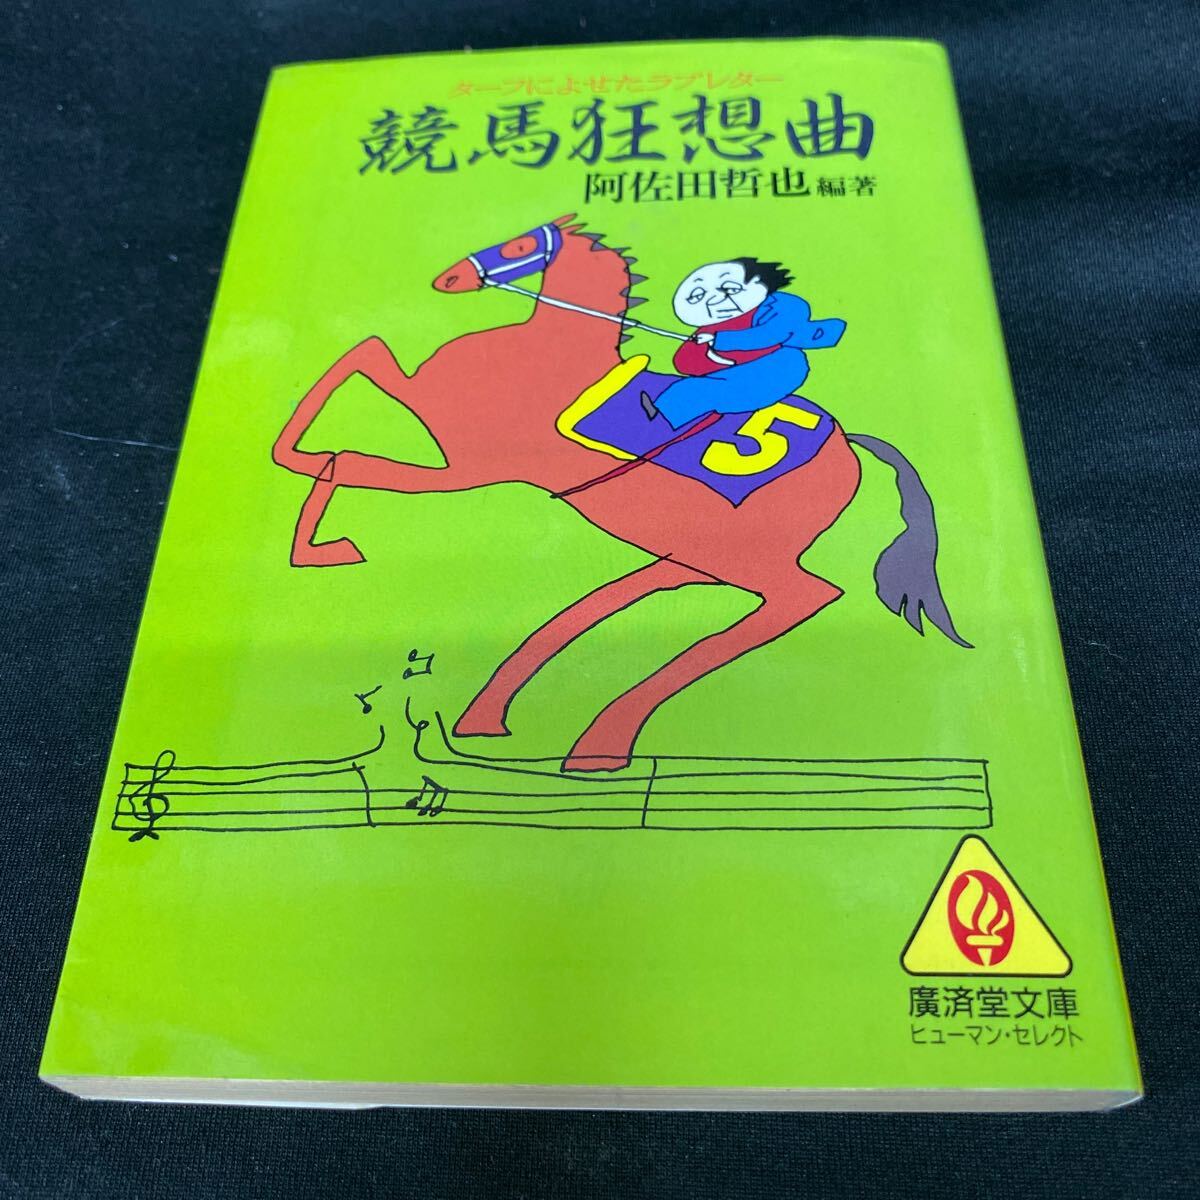 ターフによせたラブレター
競馬狂想曲
阿佐田哲也 編著
5
廣済堂文庫
ヒューマン・セレクト